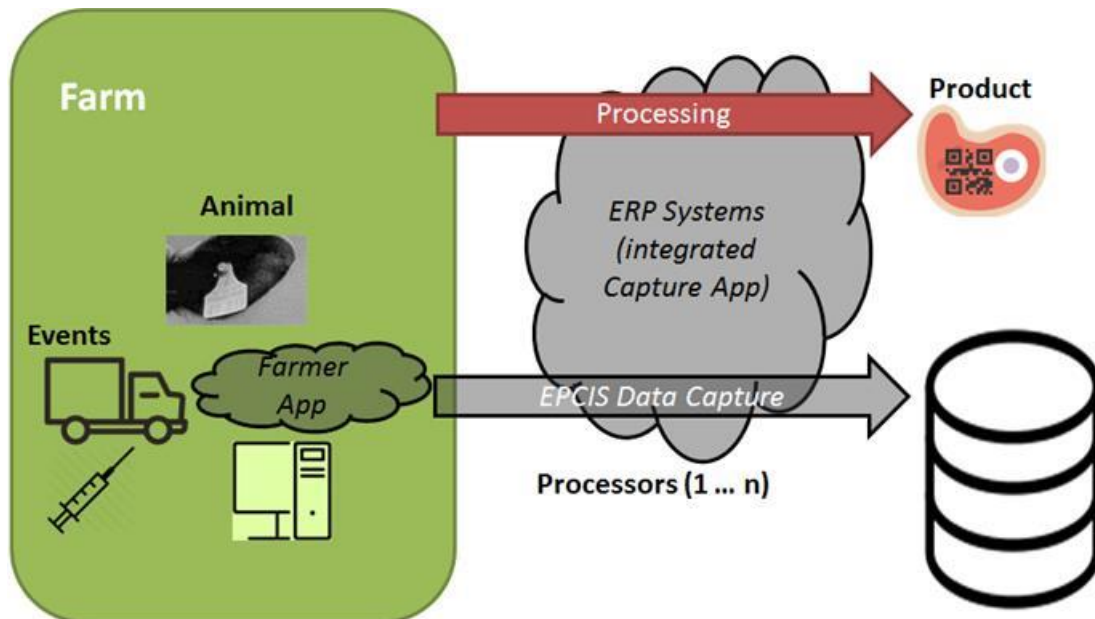 Farm
Processing
Product
Animal
ERP Systems
(integrated
Capture App)
Events
Farmer
App
EPCIS Data Capture
Processors (1 ... n)